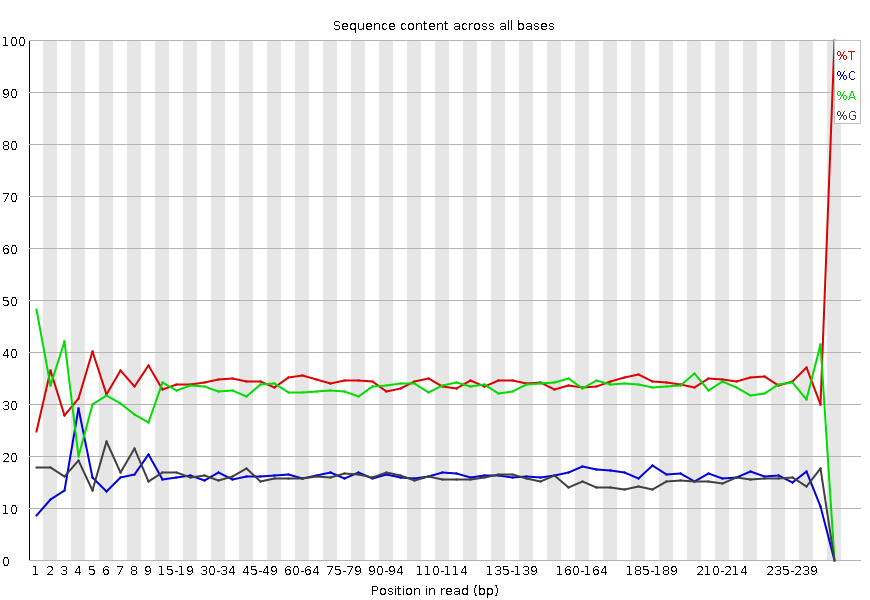 Sequence content across all bases
100
90
80
70
60
50
40
30
20
10
0
%T
%C
%A
%G
1 2 3 4 5 6 7 8 9 15-19 30-34 45-49 60-64 75-79 90-94 110-114 135-139 160-164 185-189 210-214 235-239
Position in read (bp)